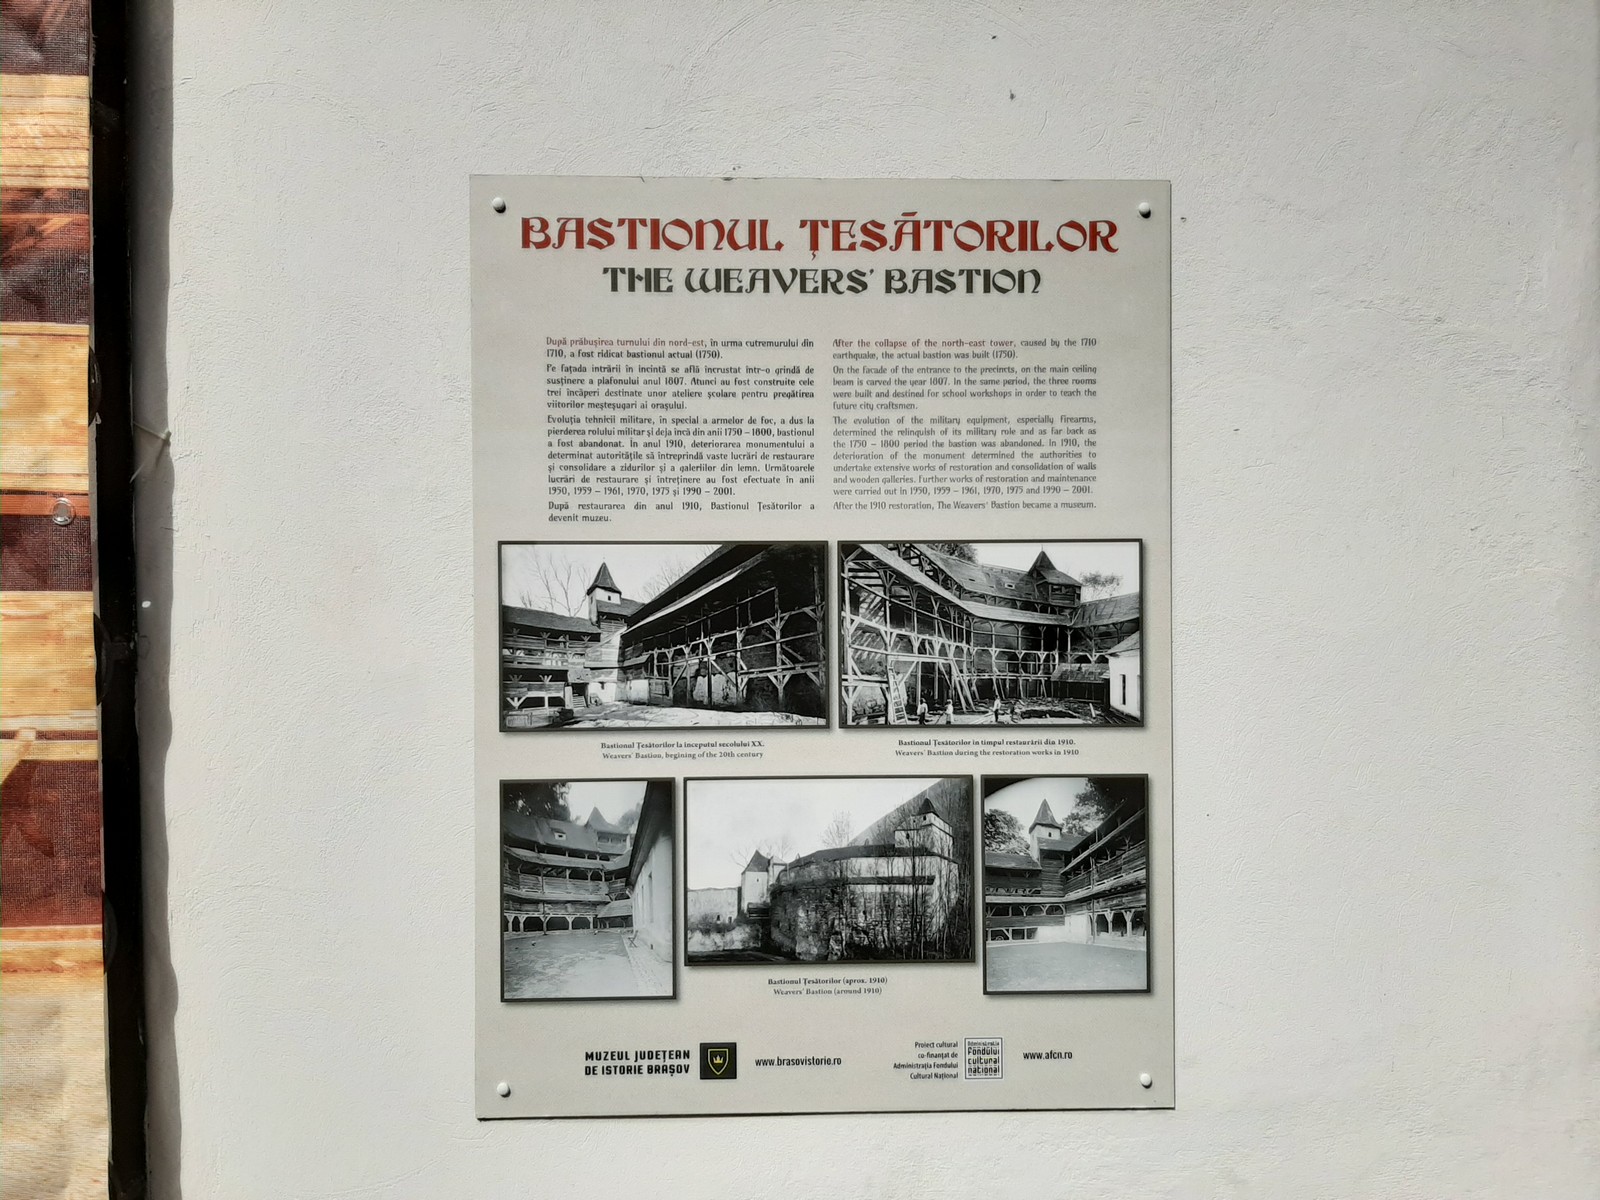 BASTIONUL ȚESĂTORILOR
THE WEAVERS' BASTION
După prăbușirea turnului din nord-est, în urma cutremurului din
1710, a fost ridicat bastionul actual (1750).
Pe fațada intrării în incintă se află incrustat într-o grindă de
susținere a plafonului anul 1807. Atunci au fost construite cele
trei încăperi destinate unor ateliere școlare pentru pregătirea
viitorilor meșteșugari ai orașului.
Evoluția tehnicii militare, în special a armelor de foc, a dus la
pierderea rolului militar și deja încă din anii 1750 – 1800, bastionul
a fost abandonat. În anul 1910, deteriorarea monumentului a
determinat autoritățile să întreprindă vaste lucrări de restaurare
și consolidare a zidurilor și a galeriilor din lemn. Următoarele
lucrări de restaurare și întreținere au fost efectuate în anii
1950, 1959 – 1961, 1970, 1975 și 1990 – 2001.
După restaurarea din anul 1910, Bastionul Țesătorilor a
devenit muzeu.
After the collapse of the north-east tower, caused by the 1710
earthquake, the actual bastion was built (1750).
On the facade of the entrance to the precincts, on the main ceiling
beam is carved the year 1807. In the same period, the three rooms
were built and destined for school workshops in order to teach the
future city craftsmen.
The evolution of the military equipment, especially firearms,
determined the relinquish of its military role and as far back as
the 1750 – 1800 period the bastion was abandoned. In 1910, the
deterioration of the monument determined the authorities to
undertake extensive works of restoration and consolidation of walls
and wooden galleries. Further works of restoration and maintenance
were carried out in 1950, 1959 – 1961, 1970, 1975 and 1990 – 2001.
After the 1910 restoration, The Weavers' Bastion became a museum.
Bastionul Țesătorilor la începutul secolului XX.
Weavers' Bastion, begining of the 20th century
Bastionul Țesătorilor în timpul restaurării din 1910.
Weavers' Bastion during the restoration works in 1910
Bastionul Țesătorilor (aprox. 1910)
Weavers' Bastion (around 1910)
MUZEUL JUDEȚEAN
DE ISTORIE BRAȘOV
www.brasovistorie.ro
Proiect cultural
co-finanțat de
Administrația Fondului
Cultural Național
Administrația
fondului
cultural
național
www.afcn.ro